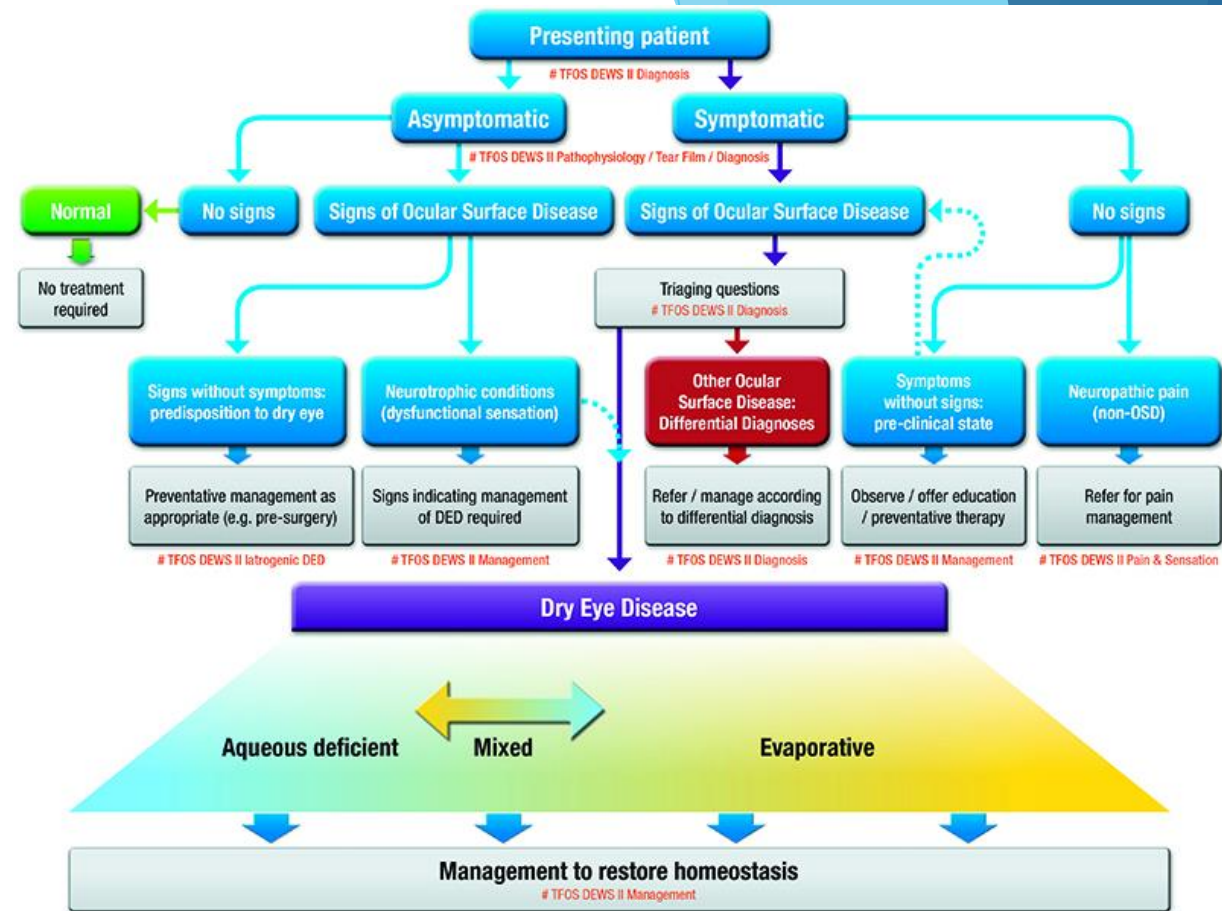 Presenting patient
# TFOS DEWS II Diagnosis
Asymptomatic
Symptomatic
# TFOS DEWS II Pathophysiology / Tear Film / Diagnosis
Normal
No signs
Signs of Ocular Surface Disease
Signs of Ocular Surface Disease
No signs
No treatment
required
Triaging questions
# TFOS DEWS II Diagnosis
Signs without symptoms:
predisposition to dry eye
Neurotrophic conditions
(dysfunctional sensation)
Other Ocular
Surface Disease:
Differential Diagnoses
Symptoms
without signs:
pre-clinical state
Neuropathic pain
(non-OSD)
Preventative management as
appropriate (e.g. pre-surgery)
Signs indicating management
of DED required
Refer / manage according
to differential diagnosis
Observe / offer education
/ preventative therapy
Refer for pain
management
# TFOS DEWS II Iatrogenic DED
# TFOS DEWS II Management
# TFOS DEWS II Diagnosis
# TFOS DEWS II Management
# TFOS DEWS II Pain & Sensation
Dry Eye Disease
Aqueous deficient
Mixed
Evaporative
Management to restore homeostasis
# TFOS DEWS II Management